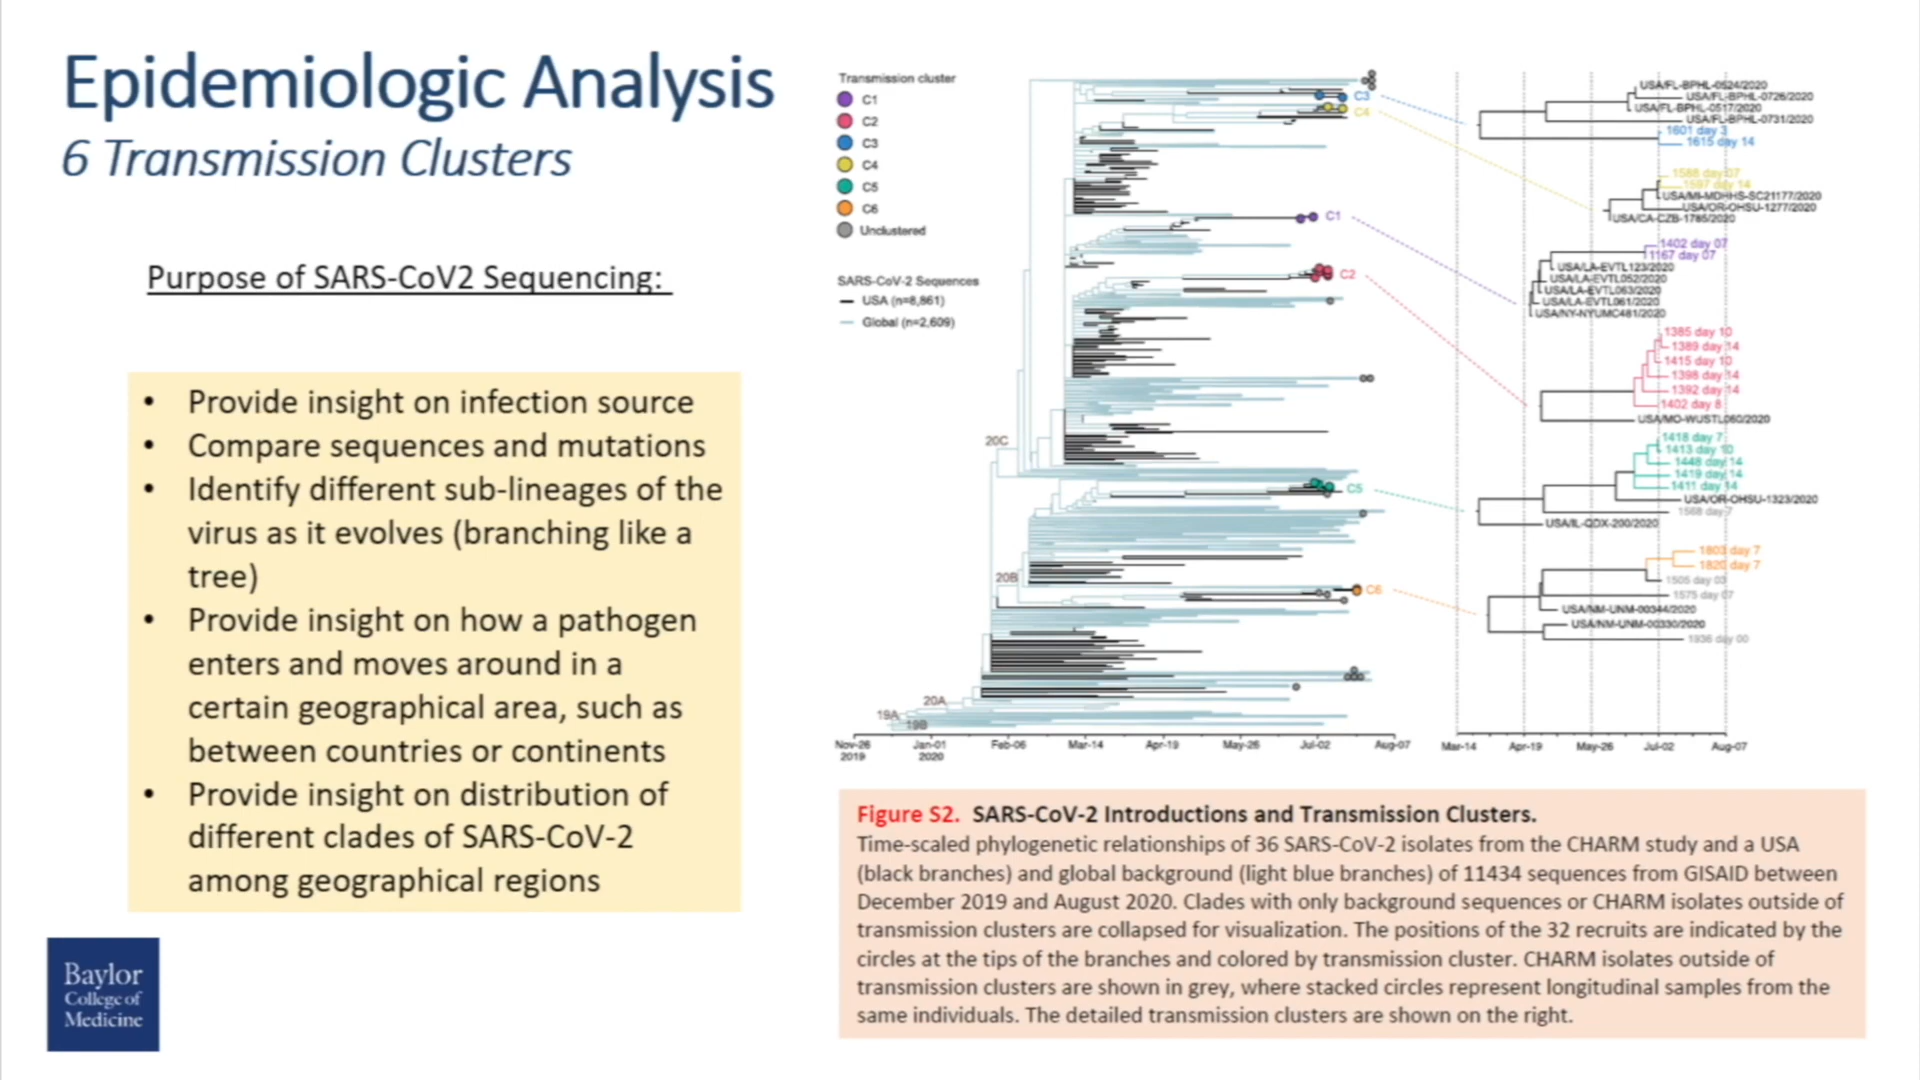 Epidemiologic Analysis
6 Transmission Clusters
Purpose of SARS-CoV2 Sequencing:
• Provide insight on infection source
• Compare sequences and mutations
• Identify different sub-lineages of the
virus as it evolves (branching like a
tree)
• Provide insight on how a pathogen
enters and moves around in a
certain geographical area, such as
between countries or continents
• Provide insight on distribution of
different clades of SARS-CoV-2
among geographical regions
Baylor
College of
Medicine
Transmission cluster
C1
C2
C3
C4
C5
C6
Unclustered
SARS-CoV-2 Sequences
USA (n=8,861)
Global (n=2,609)
C3
C4
C1
C2
C5
C6
20C
20B
20A
19A
19B
Nov-26
2019
Jan-01
2020
Feb-06
Mar-14
Apr-19
May-26
Jul-02
Aug-07
USA/FL-BPHL-0524/2020
USA/FL-BPHL-0726/2020
USA/FL-BPHL-0517/2020
USA/FL-BPHL-0731/2020
1601 day 3
1615 day 14
1588 day 07
1597 day 14
USA/MI-MDHHS-SC21177/2020
USA/OR-OHSU-1277/2020
USA/CA-CZB-1785/2020
1402 day 07
1167 day 07
USA/LA-EVTL123/2020
USA/LA-EVTL052/2020
USA/LA-EVTL063/2020
USA/LA-EVTL061/2020
USA/NY-NYUMC481/2020
1385 day 10
1389 day 14
1415 day 10
1398 day 14
1392 day 14
1402 day 8
USA/MO-WUSTL060/2020
1418 day 7
1413 day 10
1448 day 14
1419 day 14
1411 day 14
USA/OR-OHSU-1323/2020
1568 day 7
USA/IL-QDX-200/2020
1803 day 7
1820 day 7
1505 day 03
1575 day 07
USA/NM-UNM-00344/2020
USA/NM-UNM-00330/2020
1936 day 00
Mar-14
Apr-19
May-26
Jul-02
Aug-07
Figure S2. SARS-CoV-2 Introductions and Transmission Clusters.
Time-scaled phylogenetic relationships of 36 SARS-CoV-2 isolates from the CHARM study and a USA
(black branches) and global background (light blue branches) of 11434 sequences from GISAID between
December 2019 and August 2020. Clades with only background sequences or CHARM isolates outside of
transmission clusters are collapsed for visualization. The positions of the 32 recruits are indicated by the
circles at the tips of the branches and colored by transmission cluster. CHARM isolates outside of
transmission clusters are shown in grey, where stacked circles represent longitudinal samples from the
same individuals. The detailed transmission clusters are shown on the right.